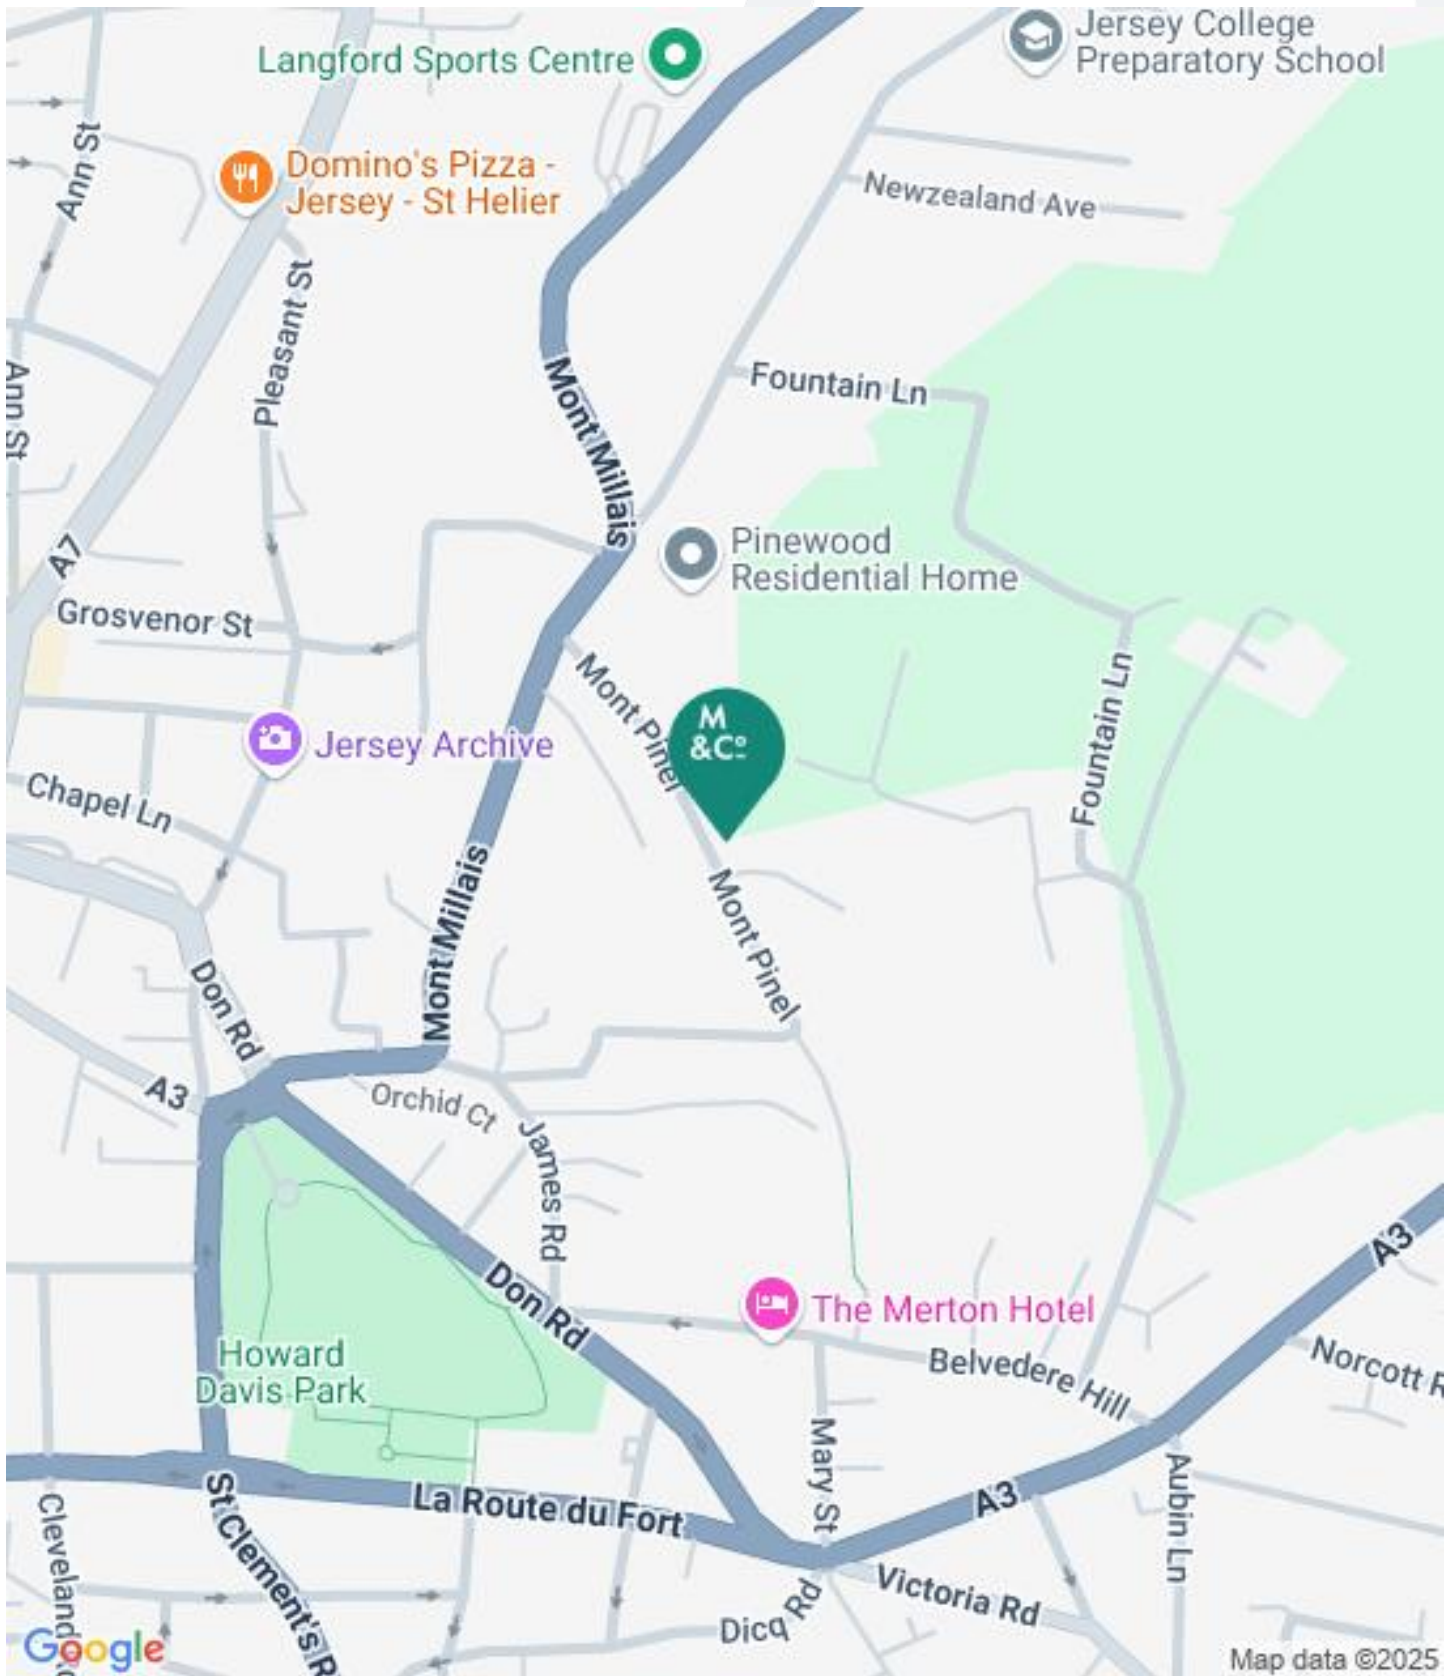 Jersey College
Preparatory School
Langford Sports Centre
Ann St
Domino's Pizza -
Jersey - St Helier
Newzealand Ave
Pleasant St
Ann St
Mont Millais
Fountain Ln
A7
Pinewood
Residential Home
Grosvenor St
Mont Pinel
M
&Cº
Fountain Ln
Jersey Archive
Chapel Ln
Mont Millais
Mont Pinel
Don Rd
A3
Orchid Ct
James Rd
A3
Don Rd
The Merton Hotel
Howard
Davis Park
Belvedere Hill
Norcott R
Mary St
Aubin Ln
La Route du Fort
A3
St Clement's R
Cleveland
Victoria Rd
Dicq Rd
Google
Map data ©2025